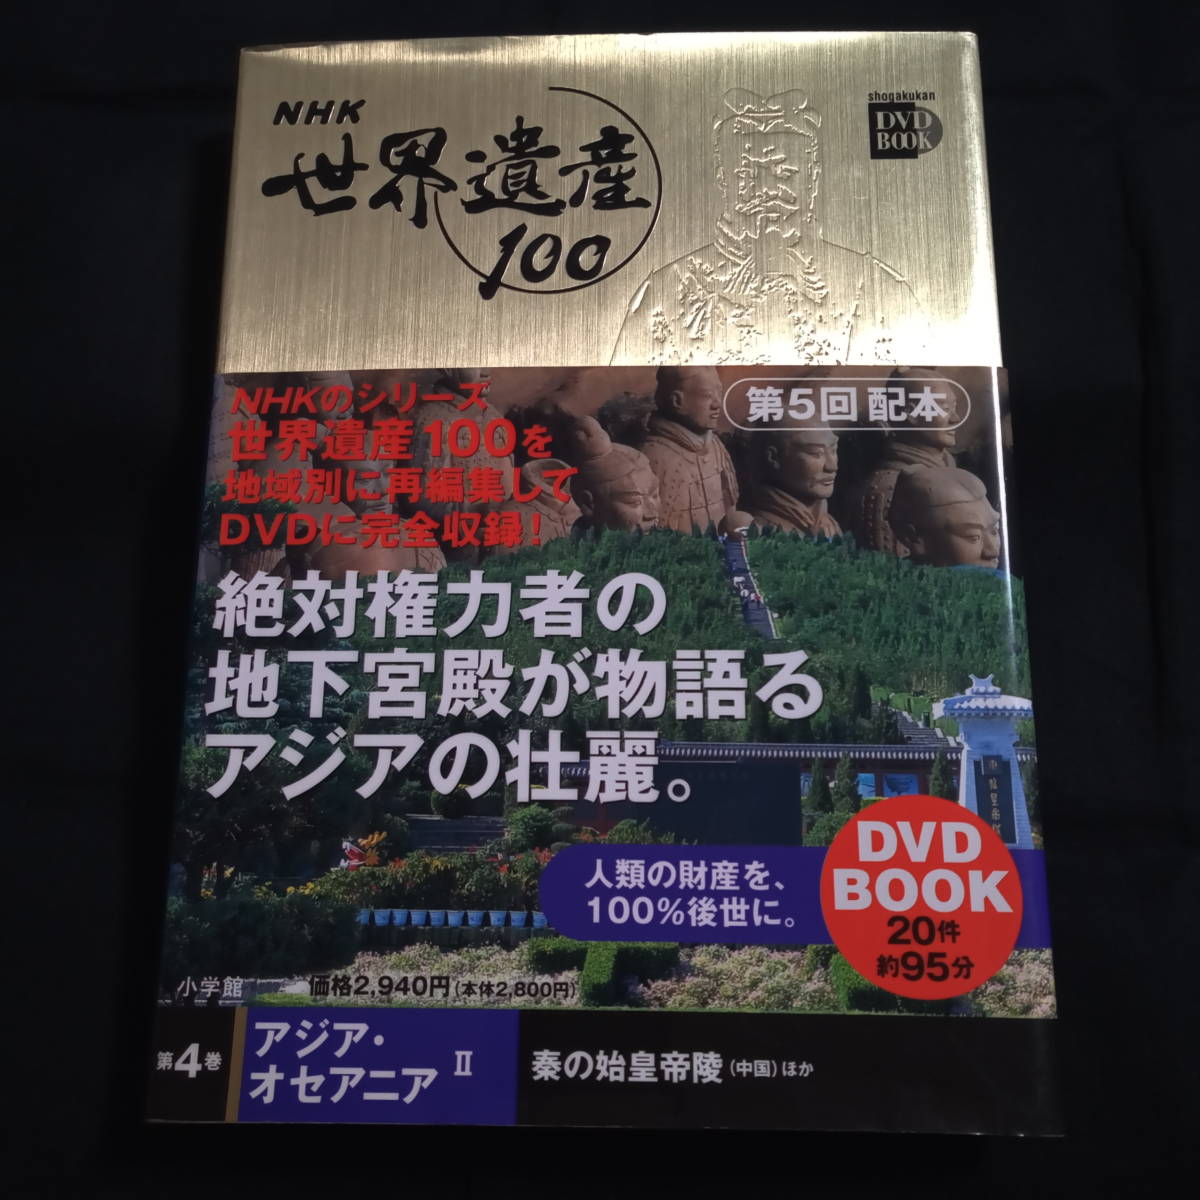 NHK
世界遺産
100
shogakukan
DVD
BOOK
第5回 配本
NHKのシリーズ
世界遺産100を
地域別に再編集して
DVDに完全収録!
絶対権力者の
地下宮殿が物語る
アジアの壮麗。
人類の財産を、
100%後世に。
DVD
BOOK
20件
約95分
小学館
価格2,940円(本体2,800円)
第4巻
アジア・
オセアニア Ⅱ
秦の始皇帝陵(中国)ほか